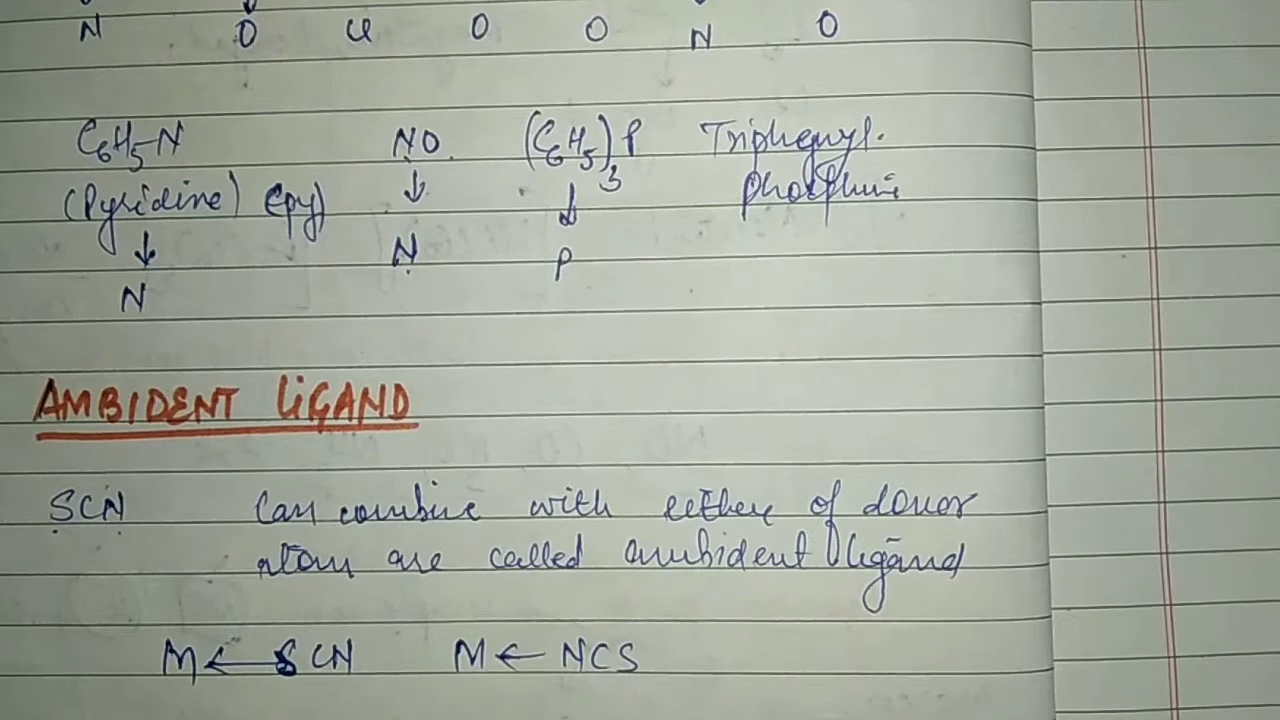 N O Cl O O N O
C6H5-N NO. (C6H5)3P Triphenyl.
(Pyridine) (py) ↓ ↓ phosphine
↓ N P
N
AMBIDENT LIGAND
SCN Can combine with either of donor
atom are called ambident ligand
M ← SCN M ← NCS